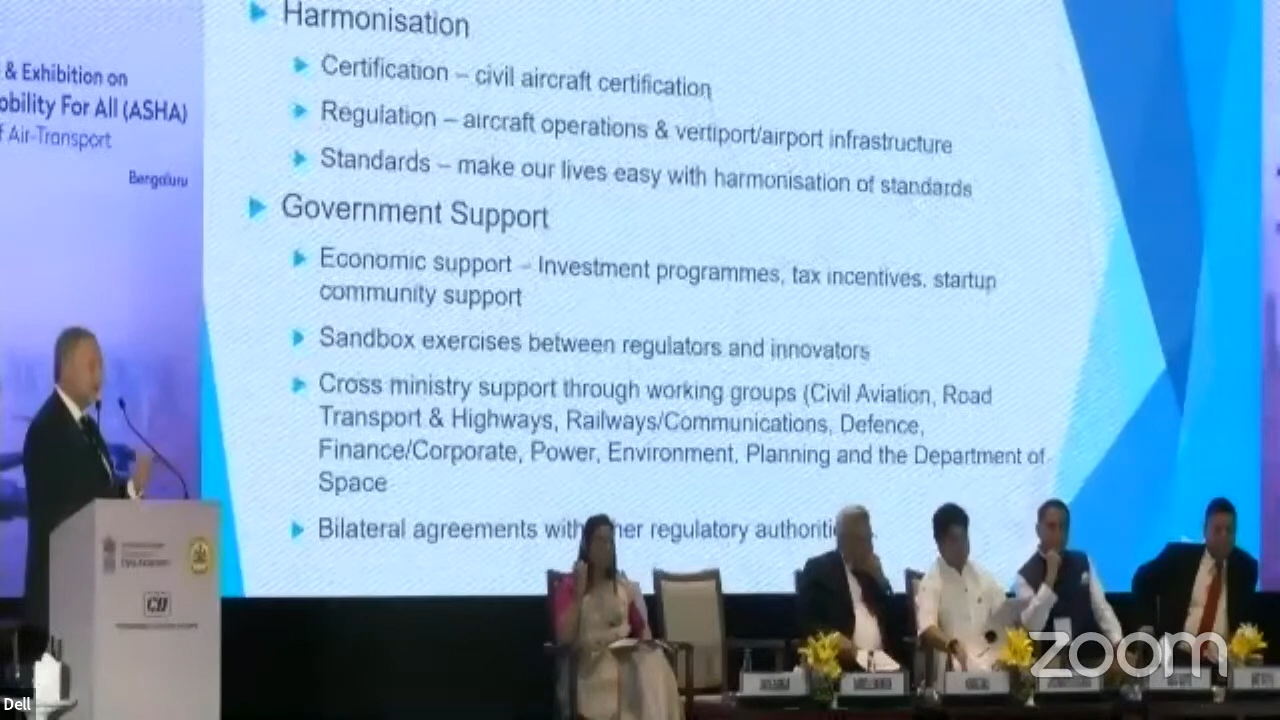 & Exhibition on
obility For All (ASHA)
f Air-Transport
Bengaluru
Harmonisation
Certification – civil aircraft certification
Regulation – aircraft operations & vertiport/airport infrastructure
Standards – make our lives easy with harmonisation of standards
Government Support
Economic support – Investment programmes, tax incentives, startup
community support
Sandbox exercises between regulators and innovators
Cross ministry support through working groups (Civil Aviation, Road
Transport & Highways, Railways/Communications, Defence,
Finance/Corporate, Power, Environment, Planning and the Department of
Space
Bilateral agreements with her regulatory authoriti
CII
zoom
Dell